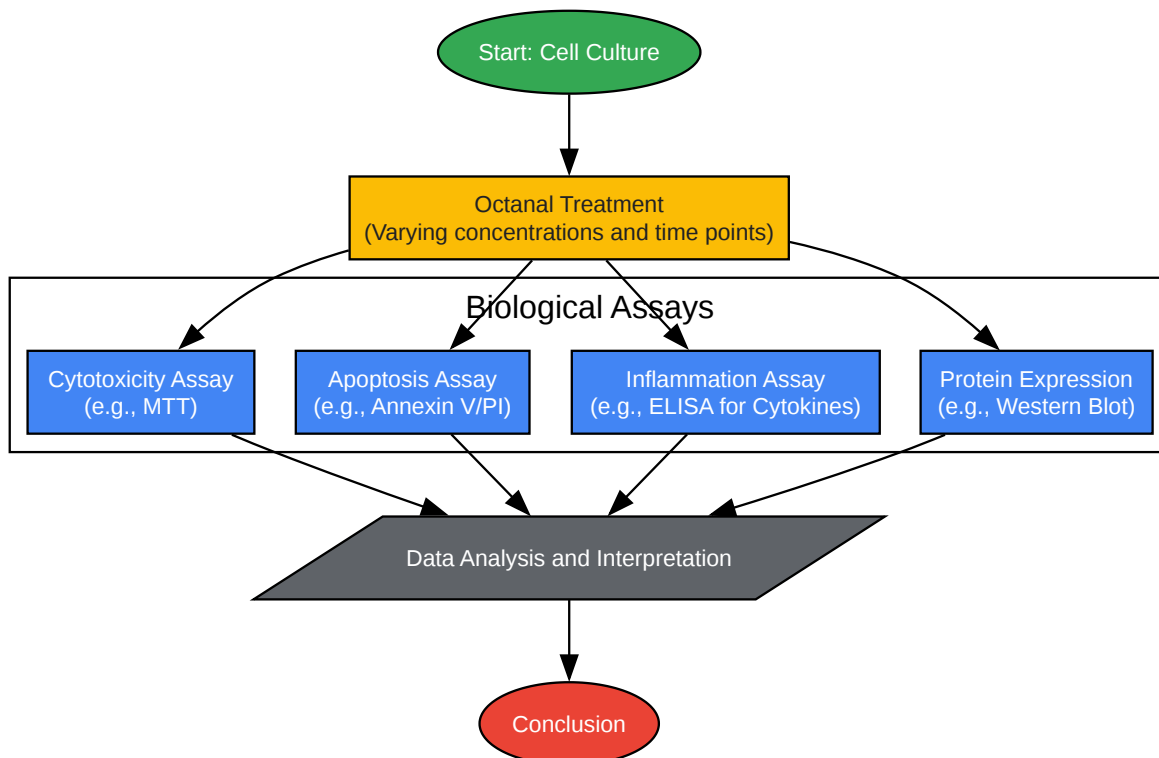 Start: Cell Culture
Octanal Treatment
(Varying concentrations and time points)
Biological Assays
Cytotoxicity Assay
(e.g., MTT)
Apoptosis Assay
(e.g., Annexin V/PI)
Inflammation Assay
(e.g., ELISA for Cytokines)
Protein Expression
(e.g., Western Blot)
Data Analysis and Interpretation
Conclusion